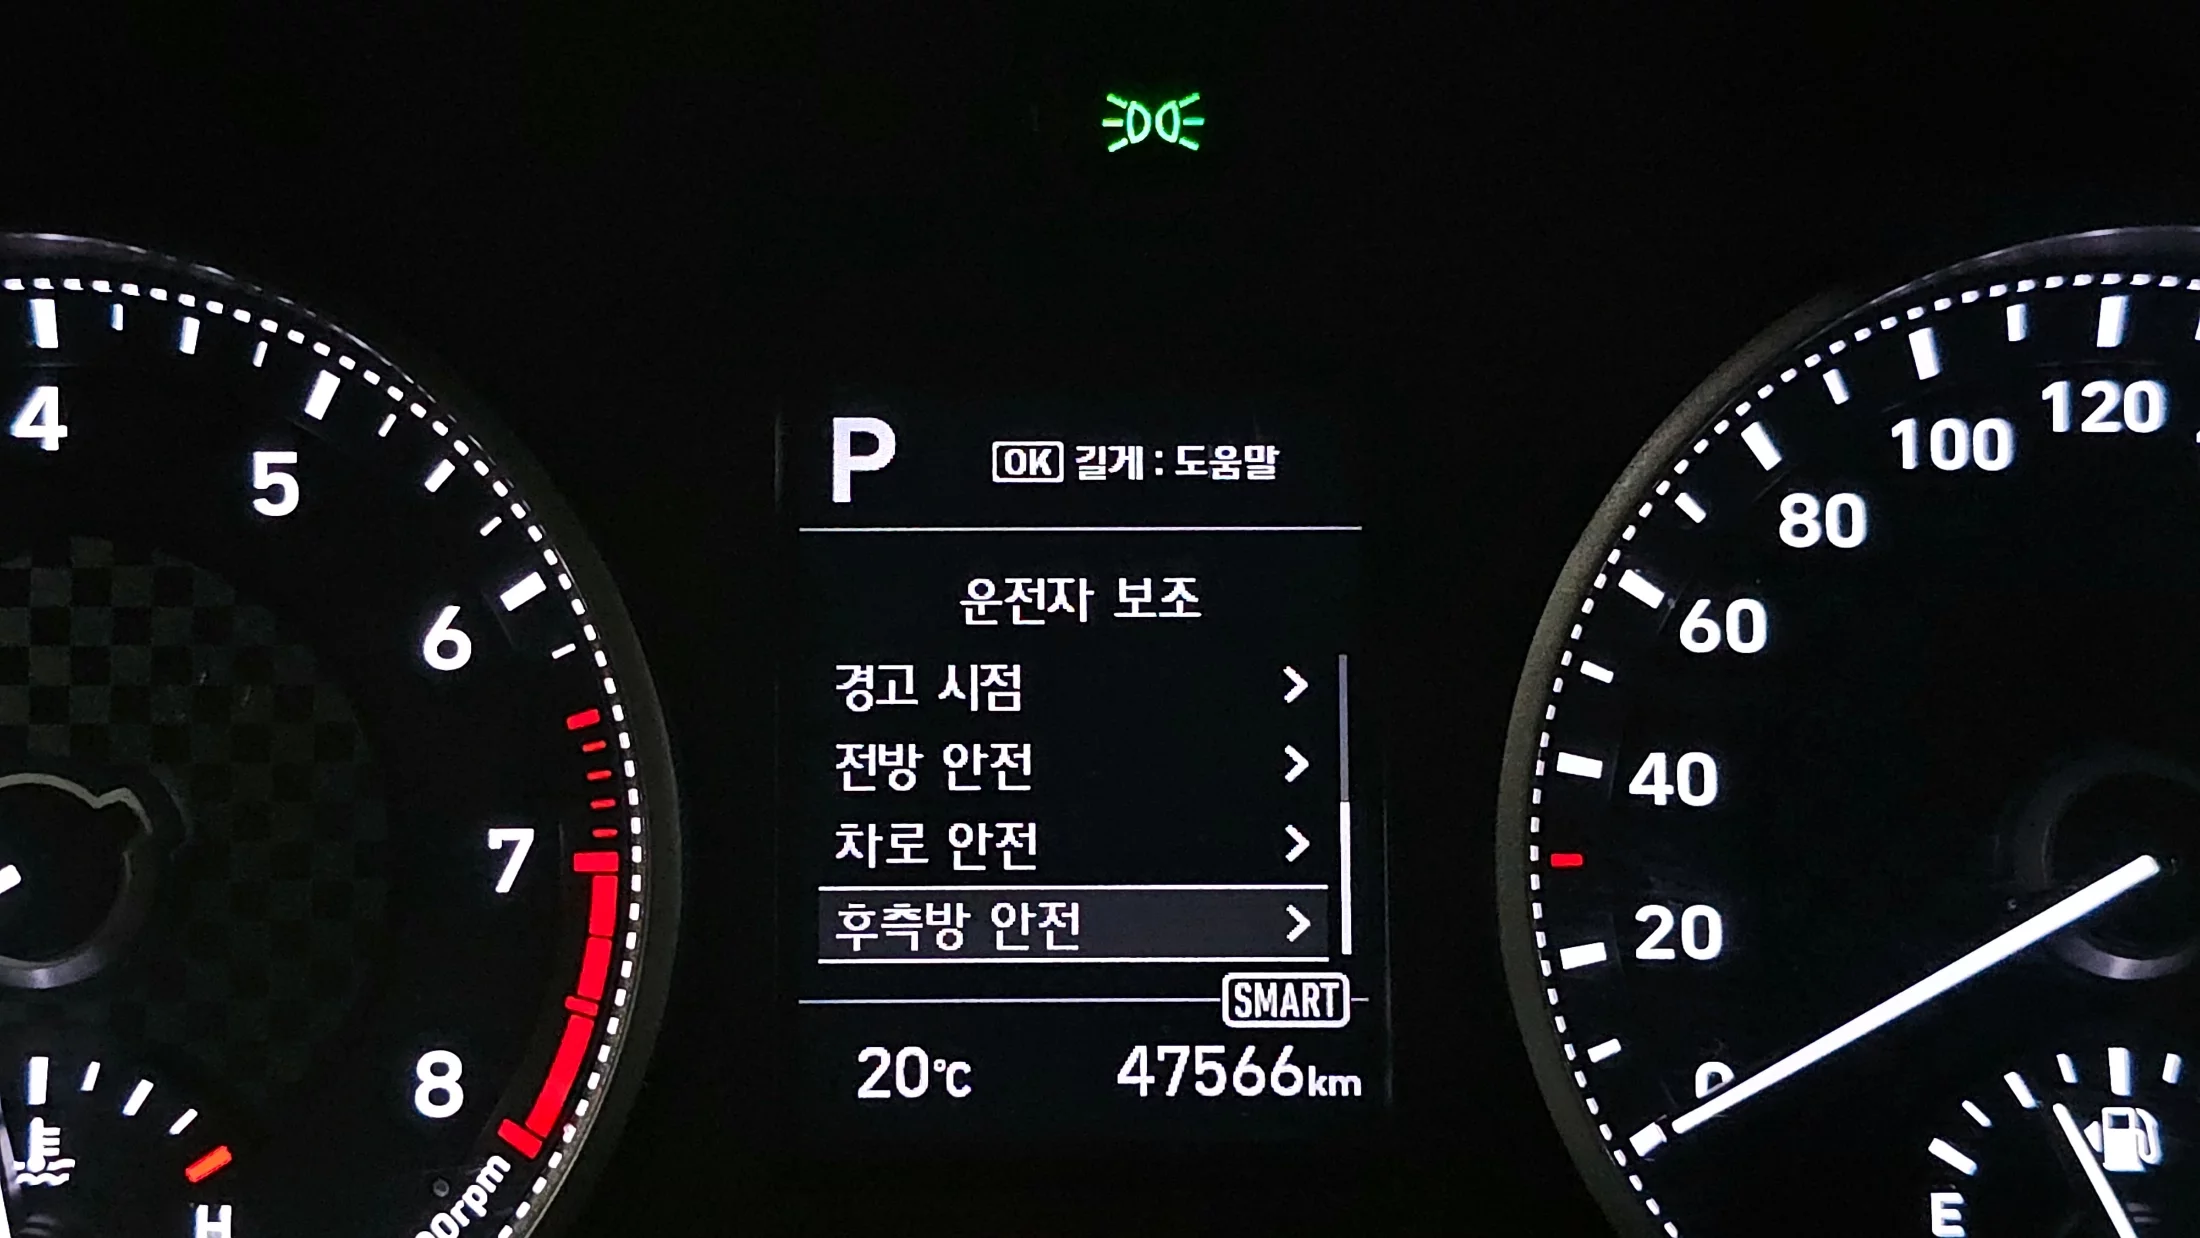 P
OK 길게 : 도움말
운전자 보조
경고 시점
전방 안전
차로 안전
후측방 안전
SMART
20℃ 47566km
4
5
6
7
8
H
120
100
80
60
40
20
0
E